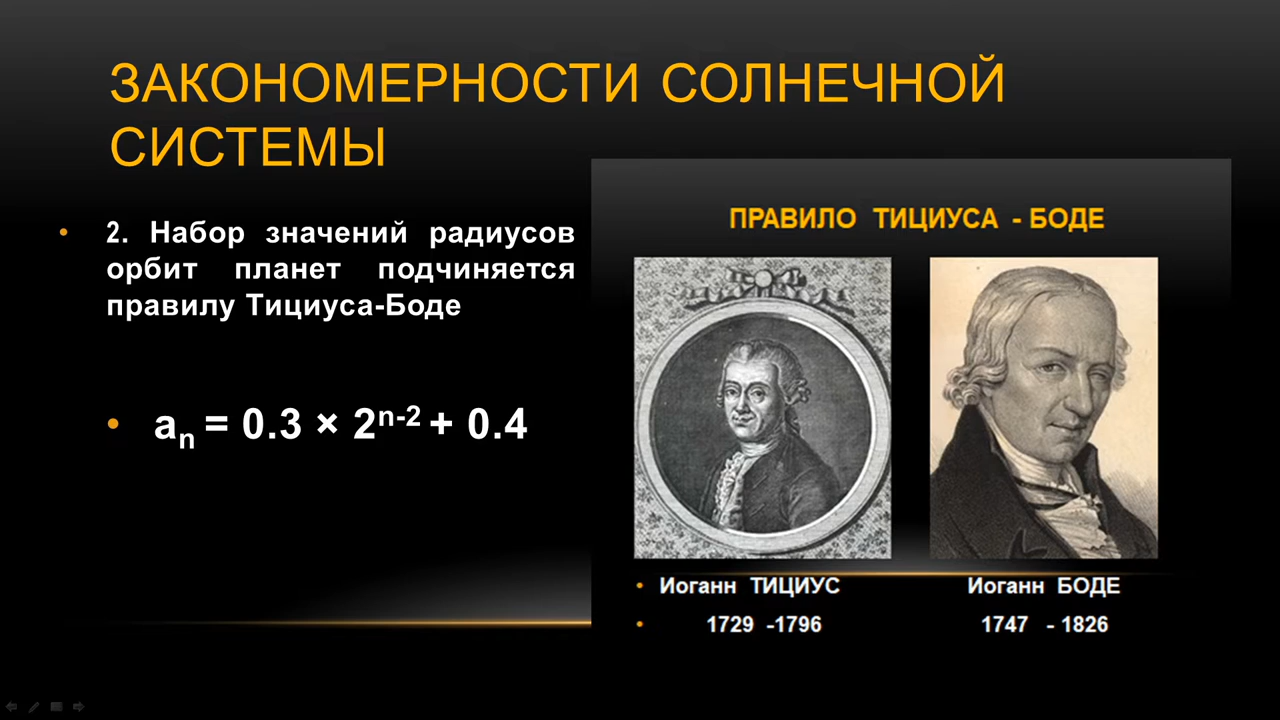 ЗАКОНОМЕРНОСТИ СОЛНЕЧНОЙ
СИСТЕМЫ
• 2. Набор значений радиусов
орбит планет подчиняется
правилу Тициуса-Боде
• aₙ = 0.3 × 2ⁿ⁻² + 0.4
ПРАВИЛО ТИЦИУСА - БОДЕ
• Иоганн ТИЦИУС Иоганн БОДЕ
• 1729 -1796 1747 - 1826